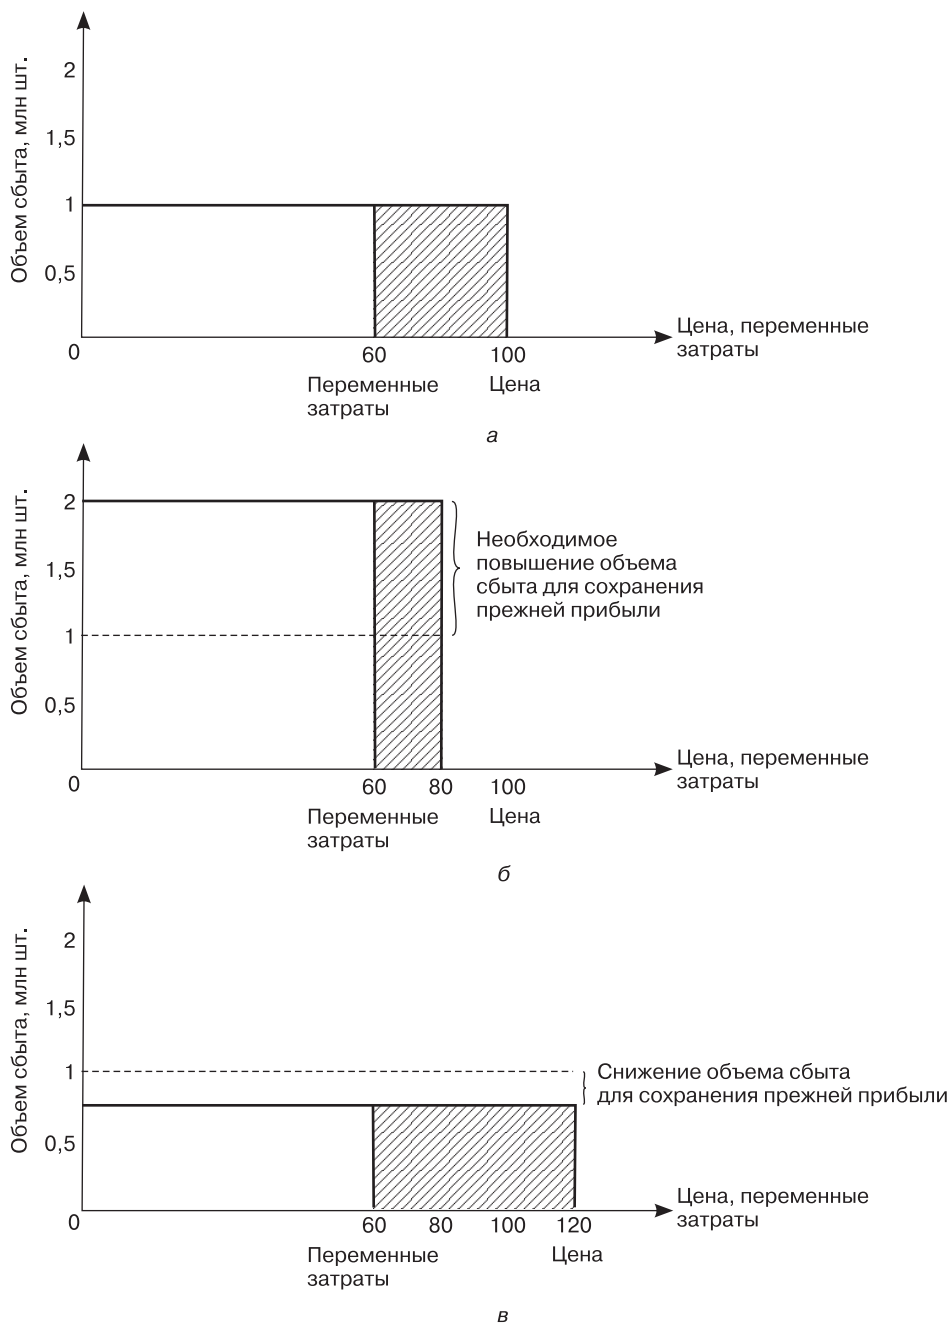 Объем сбыта, млн шт.
2
1,5
1
0,5
0
60
100
Цена, переменные
затраты
Переменные
затраты
Цена
а
Объем сбыта, млн шт.
2
1,5
1
0,5
0
Необходимое
повышение объема
сбыта для сохранения
прежней прибыли
60
80
100
Цена, переменные
затраты
Переменные
затраты
Цена
б
Объем сбыта, млн шт.
2
1,5
1
0,5
0
Снижение объема сбыта
для сохранения прежней прибыли
60
80
100
120
Цена, переменные
затраты
Переменные
затраты
Цена
в